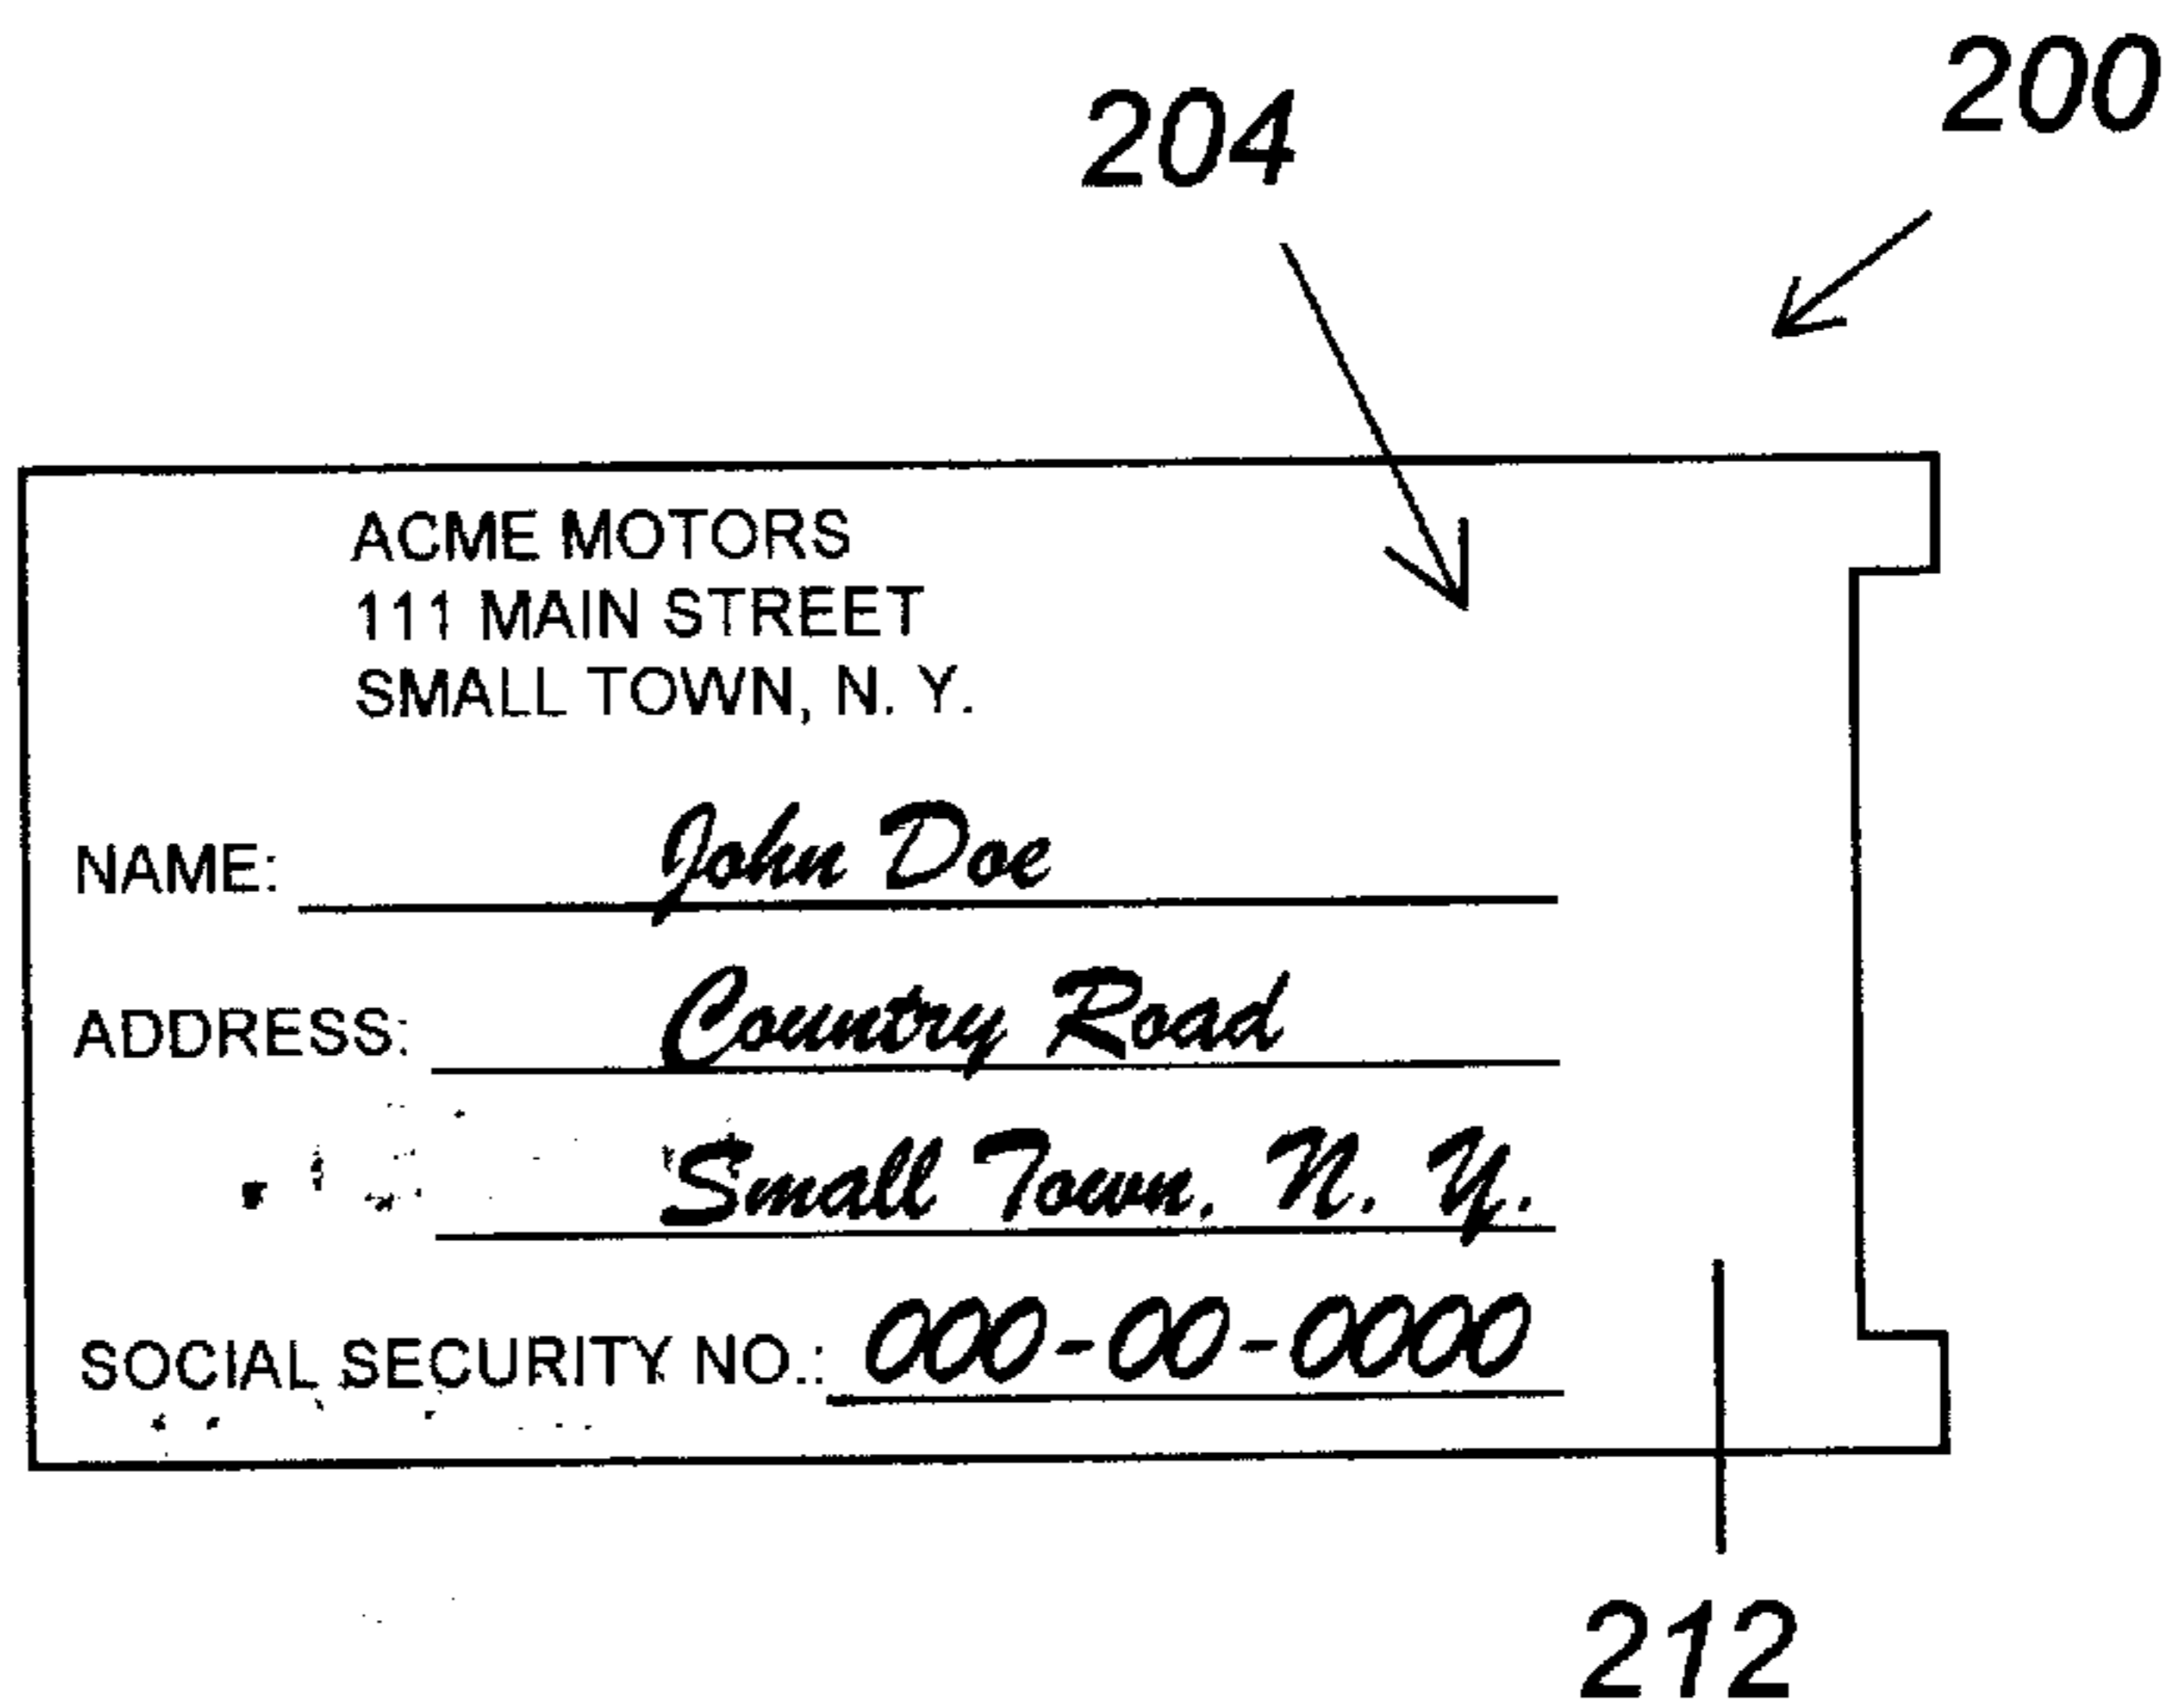 200
204
ACME MOTORS
111 MAIN STREET
SMALL TOWN, N. Y.
NAME: John Doe
ADDRESS: Country Road
Small Town, N. Y.
SOCIAL SECURITY NO.: 000-00-0000
212